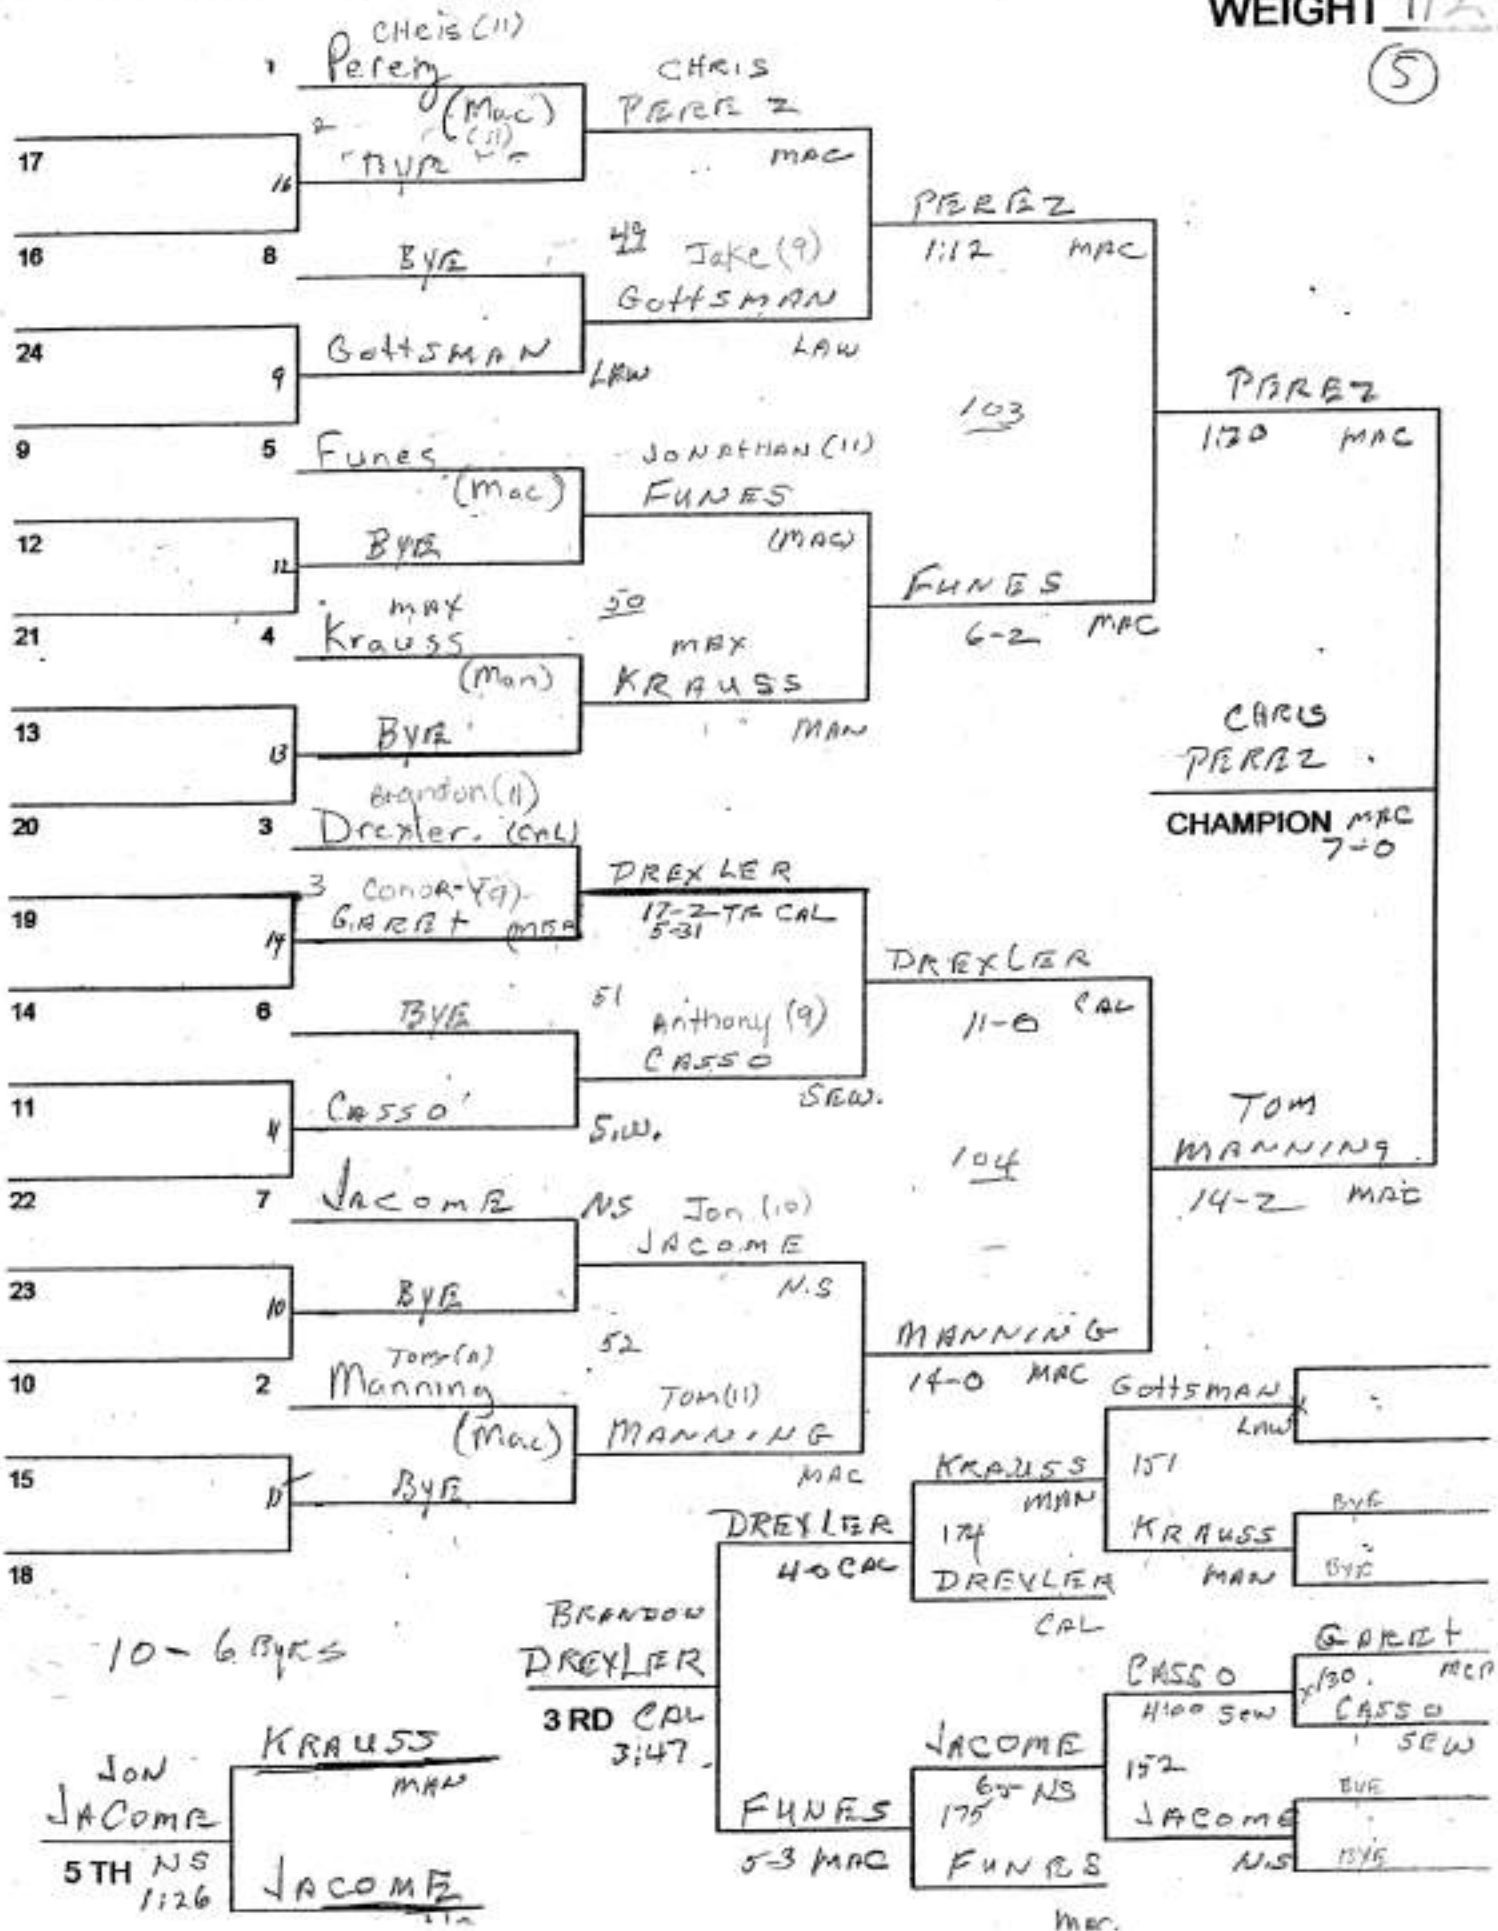 WEIGHT 112
5
CHRIS (11)
1 Perez
(Mac)
(11)
2
BYE
16
17
16
CHRIS
PEREZ
MAC
8 BYE
49 Jake (9)
GottSMAN
LAW
24
9 GottSMAN
LAW
9
PEREZ
1:12 MAC
5 Funes
(Mac)
JONATHAN (11)
FUNES
(MAC)
12
12 BYE
21
103
PEREZ
1:20 MAC
MAX
4 Krauss
(Man)
50
MAX
KRAUSS
MAN
13
13 BYE
20
FUNES
6-2 MAC
CHRIS
PEREZ
CHAMPION MAC
7-0
Brandon (11)
3 Drexler. (CAL)
3 CONOR (9)
14 GARRET
19
14
DREXLER
17-2 TF CAL
5-31
6 BYE
51 Anthony (9)
CASSO
SEW.
11
11 CASSO
S.W.
22
DREXLER
11-0 CAL
104
TOM
MANNING
14-2 MAC
7 JACOME NS
Jon (10)
JACOME
N.S
23
10 BYE
10
Tom (11)
2 Manning
(Mac)
52
TOM (11)
MANNING
MAC
15
BYE
18
MANNING
14-0 MAC
GottSMAN
LAW
151
KRAUSS
MAN
BYE
BYE
KRAUSS
MAN
174
DREXLER
CAL
DREXLER
4-0 CAL
10 - 6 BYES
BRANDON
DREXLER
3 RD CAL
3:47
GARRET
130
CASSO
SEW
CASSO
4:00 SEW
152
JACOME
N.S
BYE
BYE
JACOME
NS
175
FUNES
MAC.
FUNES
5-3 MAC
KRAUSS
MAN
JON
JACOME
5 TH NS
1:26
JACOME